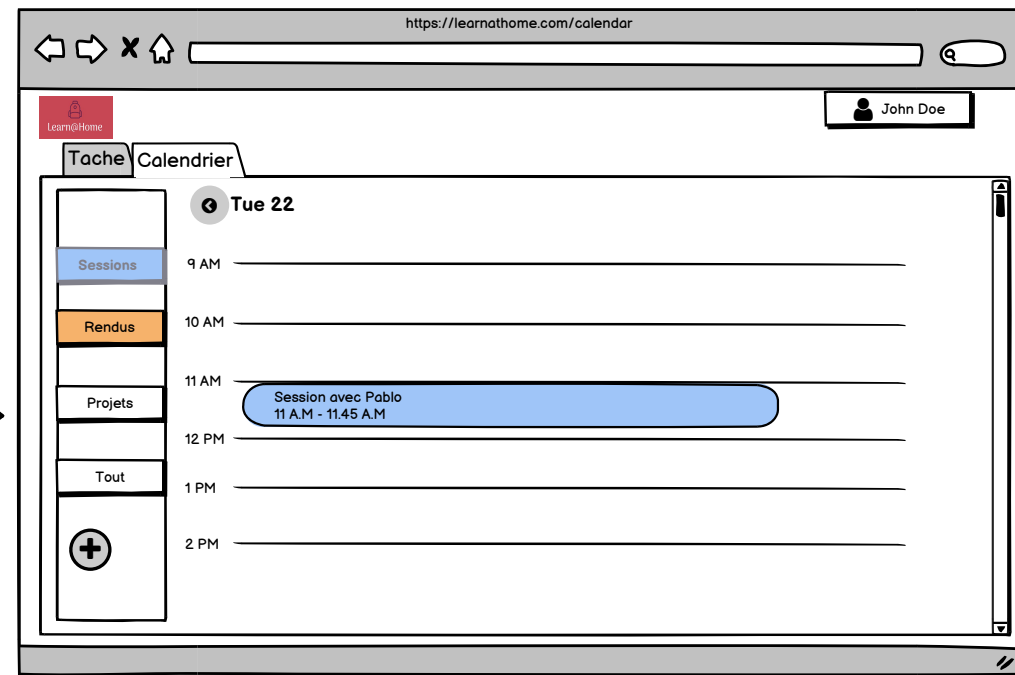 https://learnathome.com/calendar
Learn@Home
John Doe
Tache
Calendrier
Tue 22
Sessions
Rendus
Projets
Tout
9 AM
10 AM
11 AM
Session avec Pablo
11 A.M - 11.45 A.M
12 PM
1 PM
2 PM